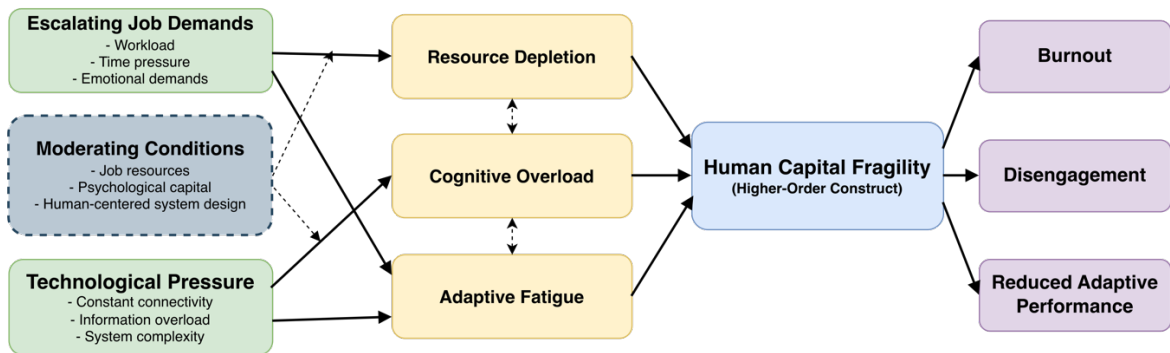 Escalating Job Demands
- Workload
- Time pressure
- Emotional demands
Moderating Conditions
- Job resources
- Psychological capital
- Human-centered system design
Technological Pressure
- Constant connectivity
- Information overload
- System complexity
Resource Depletion
Cognitive Overload
Adaptive Fatigue
Human Capital Fragility
(Higher-Order Construct)
Burnout
Disengagement
Reduced Adaptive
Performance